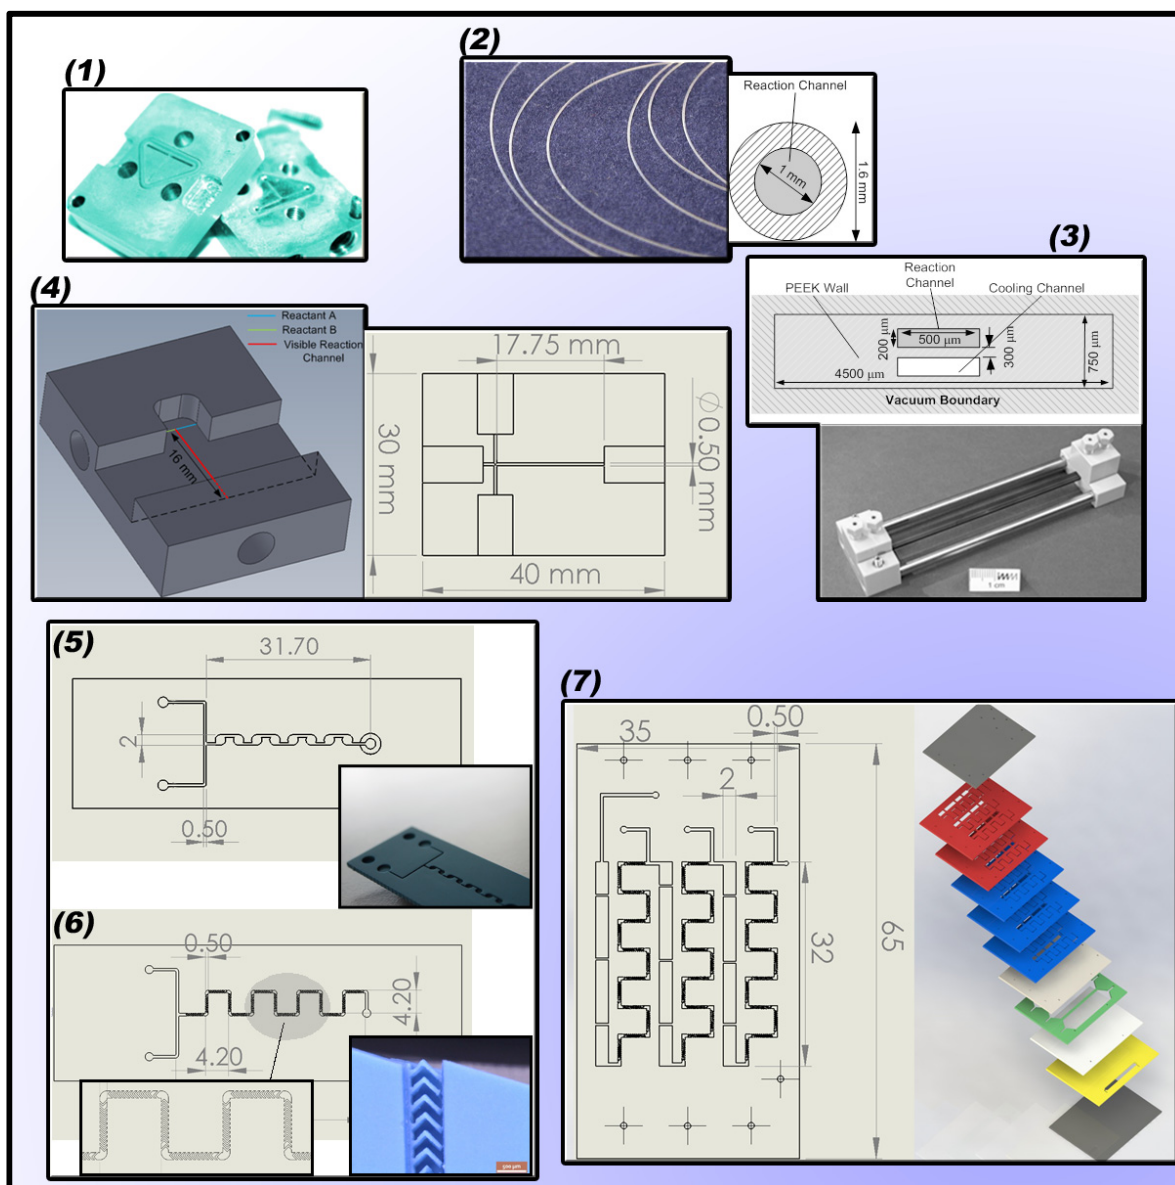 (1)
(2)
Reaction Channel
1 mm
1.6 mm
(3)
Reaction
Channel
PEEK Wall
Cooling Channel
200 μm
500 μm
300 μm
750 μm
4500 μm
Vacuum Boundary
1 cm
(4)
Reactant A
Reactant B
Visible Reaction
Channel
16 mm
17.75 mm
30 mm
∅ 0.50 mm
40 mm
(5)
31.70
2
0.50
(6)
0.50
4.20
4.20
(7)
0.50
35
2
32
65